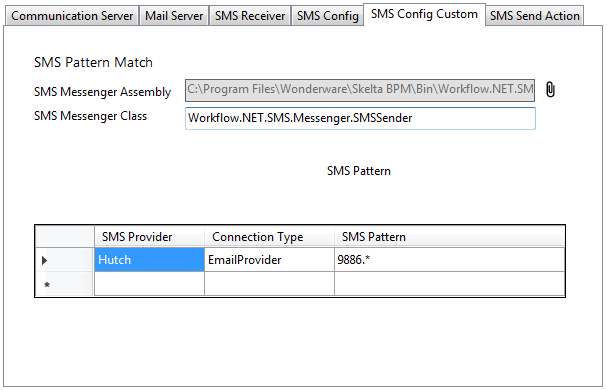 Communication Server Mail Server SMS Receiver SMS Config SMS Config Custom SMS Send Action
SMS Pattern Match
SMS Messenger Assembly C:\Program Files\Wonderware\Skelta BPM\Bin\Workflow.NET.SM
SMS Messenger Class Workflow.NET.SMS.Messenger.SMSSender
SMS Pattern
SMS Provider Connection Type SMS Pattern
Hutch EmailProvider 9886.*
*